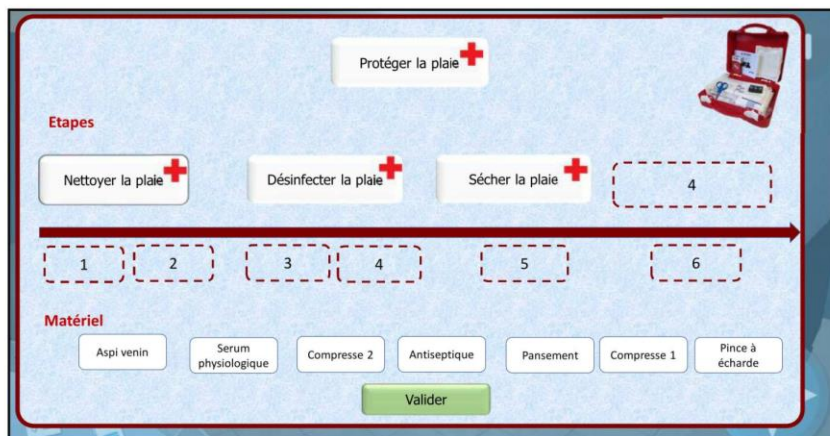 Protéger la plaie
Etapes
Nettoyer la plaie
Désinfecter la plaie
Sécher la plaie
4
1
2
3
4
5
6
Matériel
Aspi venin
Serum
physiologique
Compresse 2
Antiseptique
Pansement
Compresse 1
Pince à
écharde
Valider